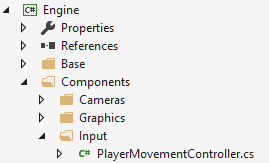 C# Engine
Properties
References
Base
Components
Cameras
Graphics
Input
C# PlayerMovementController.cs